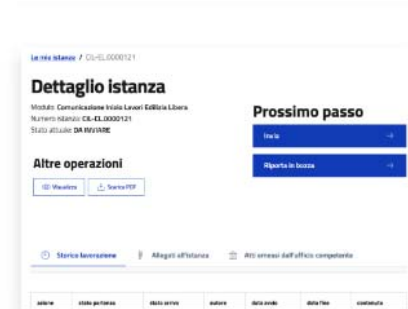 Le mie istanze / CIL-EL.0000121
Dettaglio istanza
Modulo: Comunicazione Inizio Lavori Edilizia Libera
Numero istanza: CIL-EL.0000121
Stato attuale: DA INVIARE
Prossimo passo
Invia
Riporta in bozza
Altre operazioni
Visualizza
Scarica PDF
Storico lavorazione
Allegati all'istanza
Atti emessi dall'ufficio competente
azione stato partenza stato arrivo autore data avvio data fine contenuto